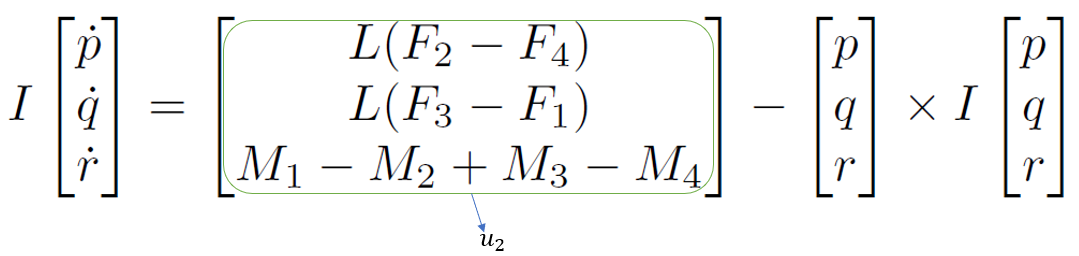 I [ṗ q̇ ṙ] = [L(F₂ − F₄) L(F₃ − F₁) M₁ − M₂ + M₃ − M₄] − [p q r] × I [p q r]
u₂